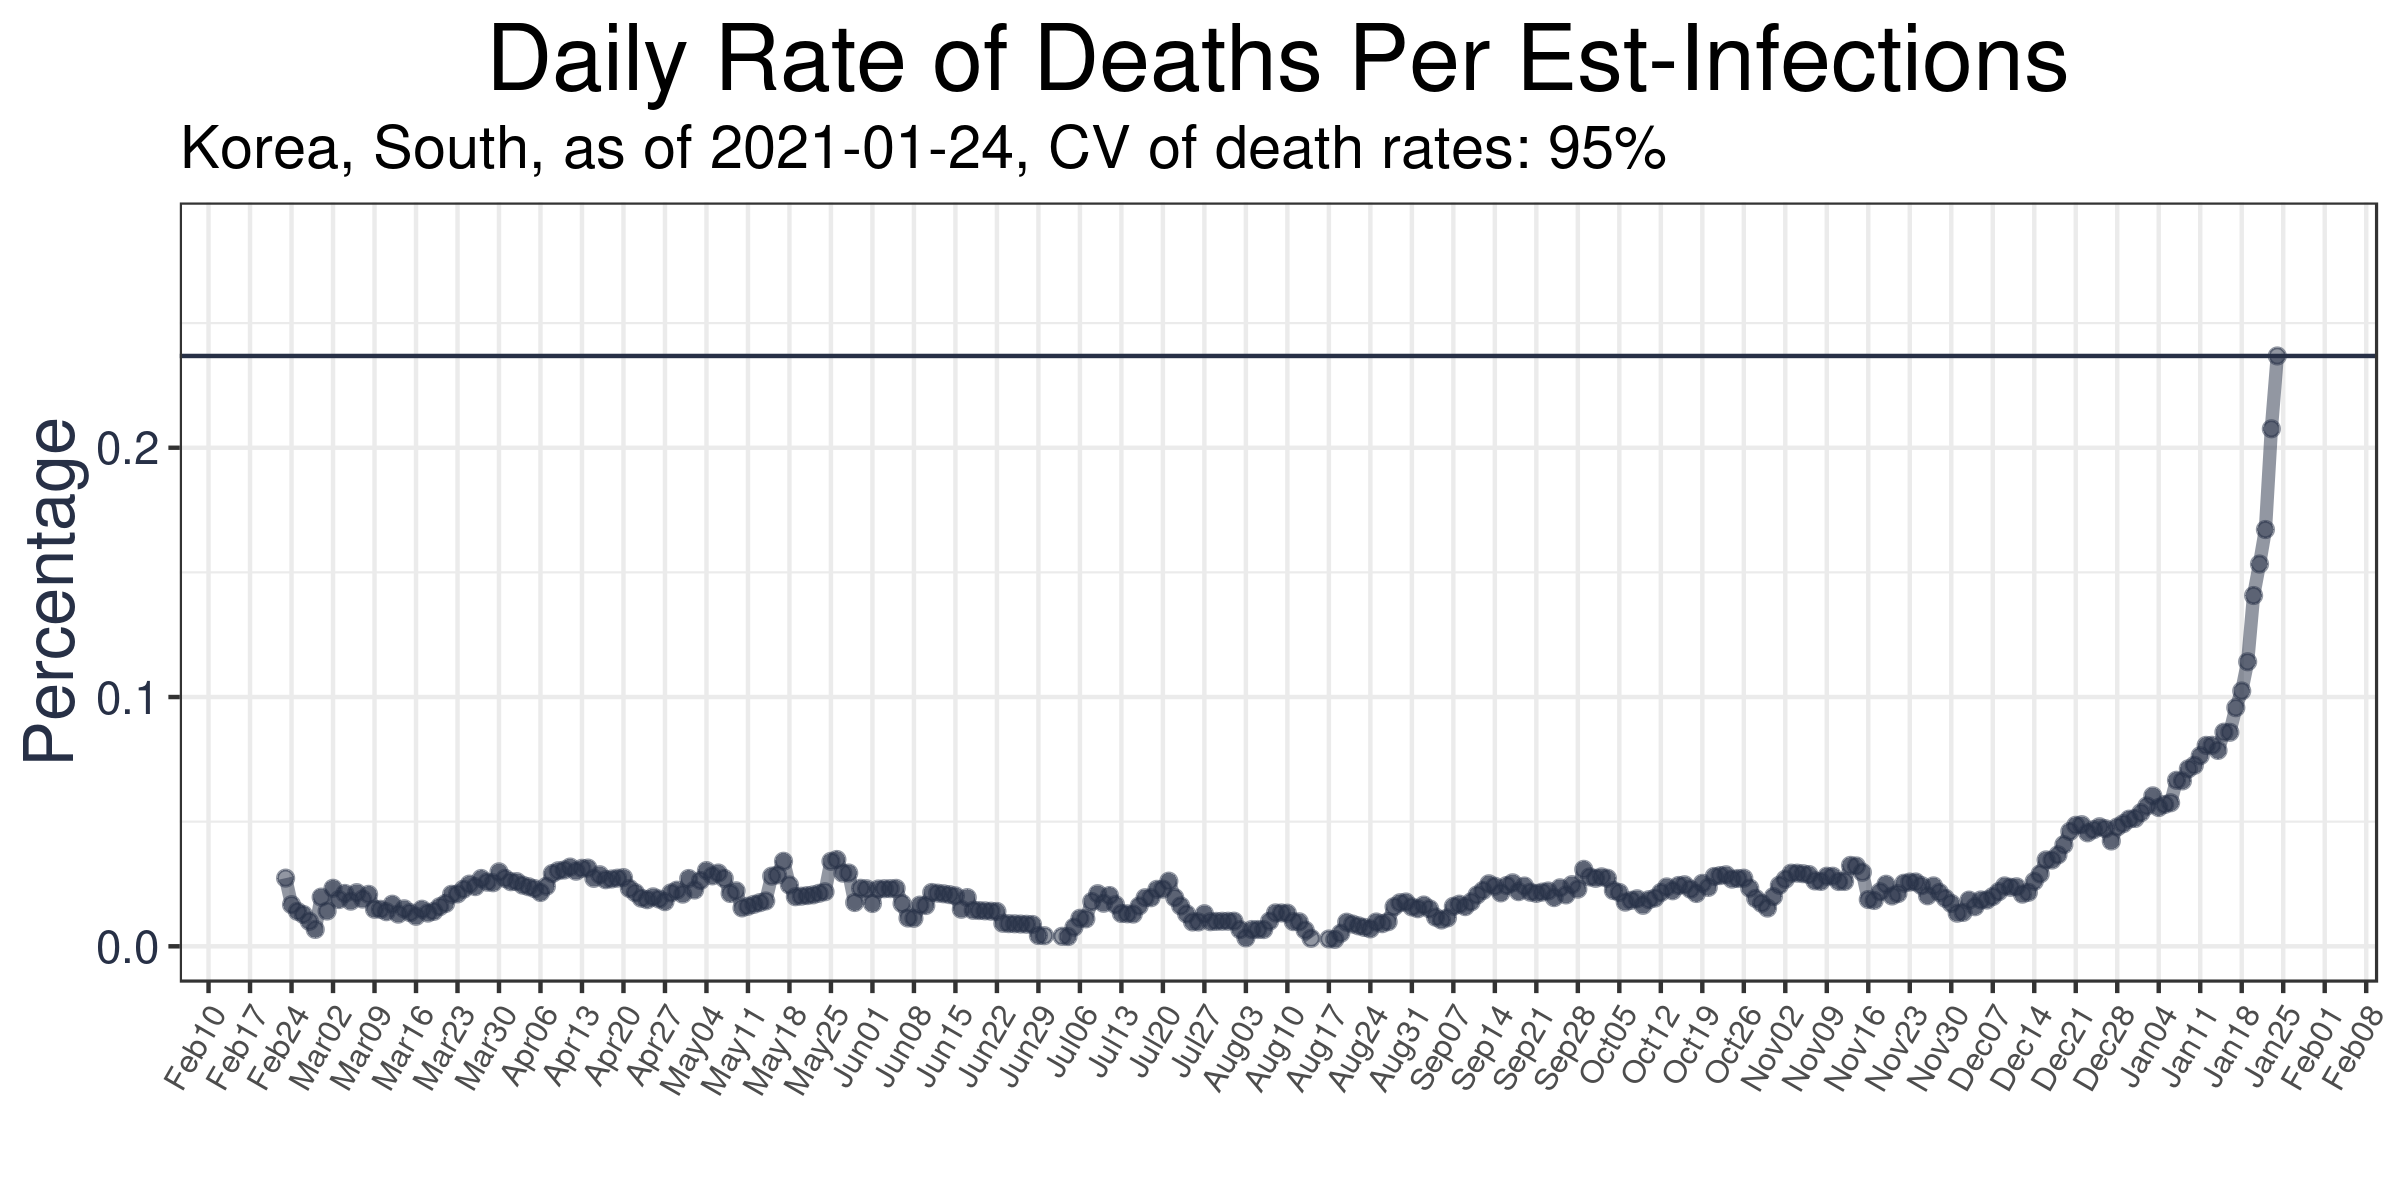 Daily Rate of Deaths Per Est-Infections
Korea, South, as of 2021-01-24, CV of death rates: 95%
Percentage
0.2
0.1
0.0
Feb10
Feb17
Feb24
Mar02
Mar09
Mar16
Mar23
Mar30
Apr06
Apr13
Apr20
Apr27
May04
May11
May18
May25
Jun01
Jun08
Jun15
Jun22
Jun29
Jul06
Jul13
Jul20
Jul27
Aug03
Aug10
Aug17
Aug24
Aug31
Sep07
Sep14
Sep21
Sep28
Oct05
Oct12
Oct19
Oct26
Nov02
Nov09
Nov16
Nov23
Nov30
Dec07
Dec14
Dec21
Dec28
Jan04
Jan11
Jan18
Jan25
Feb01
Feb08